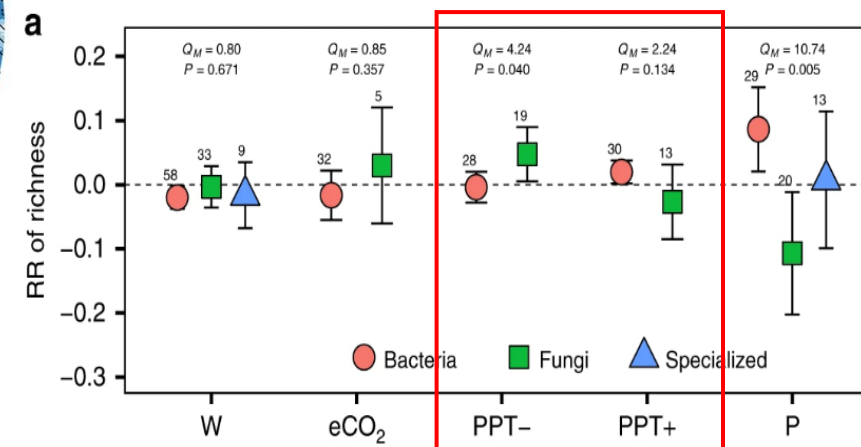 a
Q_M = 0.80 Q_M = 0.85 Q_M = 4.24 Q_M = 2.24 Q_M = 10.74
P = 0.671 P = 0.357 P = 0.040 P = 0.134 P = 0.005
RR of richness
0.2
0.1
0.0
−0.1
−0.2
−0.3
58 33 9 32 5 28 19 30 13 29 20 13
Bacteria Fungi Specialized
W eCO₂ PPT− PPT+ P